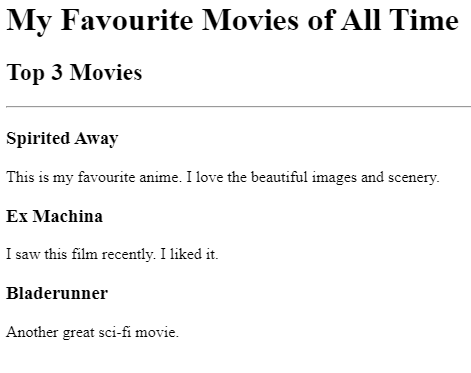 My Favourite Movies of All Time
Top 3 Movies
Spirited Away
This is my favourite anime. I love the beautiful images and scenery.
Ex Machina
I saw this film recently. I liked it.
Bladerunner
Another great sci-fi movie.